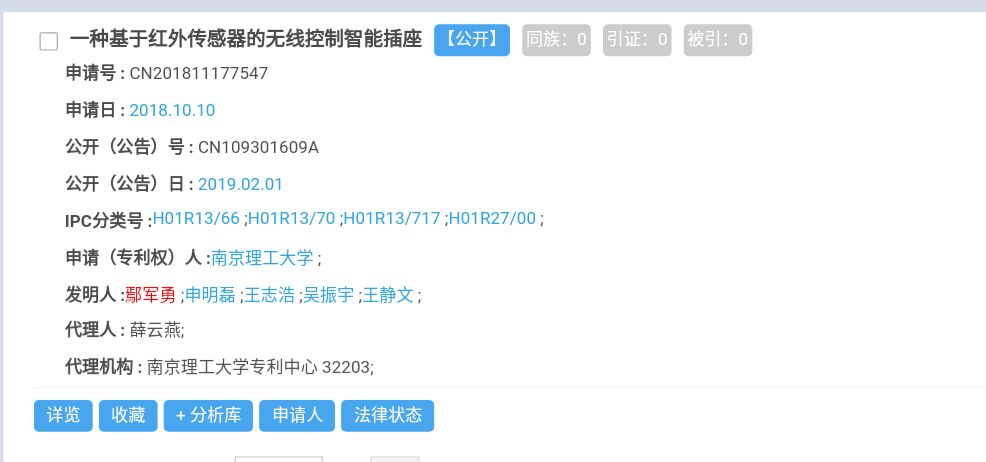 一种基于红外传感器的无线控制智能插座 【公开】 同族：0 引证：0 被引：0
申请号 : CN201811177547
申请日 : 2018.10.10
公开（公告）号 : CN109301609A
公开（公告）日 : 2019.02.01
IPC分类号 :H01R13/66 ;H01R13/70 ;H01R13/717 ;H01R27/00 ;
申请（专利权）人 :南京理工大学 ;
发明人 :鄢军勇 ;申明磊 ;王志浩 ;吴振宇 ;王静文 ;
代理人 : 薛云燕;
代理机构 : 南京理工大学专利中心 32203;
详览 收藏 + 分析库 申请人 法律状态